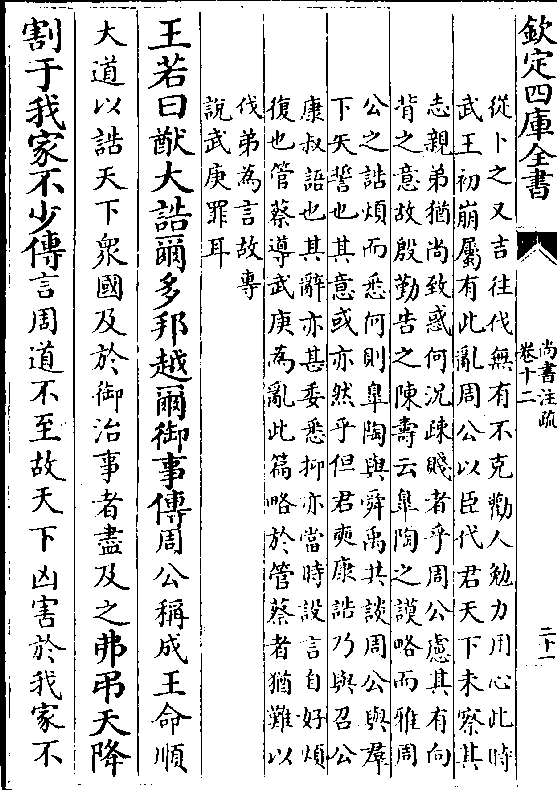 欽定四庫全書
尚書注疏
卷十二
二十一
從卜之又吉往伐無有不克勸人勉力用心此時
武王初崩屬有此亂周公以臣代君天下未察其
志親弟猶尚致惑何況疎賤者乎周公慮其有向
背之意故殷勤告之陳壽云臯陶之謨略而雅周
公之誥煩而悉何則臯陶與舜禹共談周公與羣
下矢誓也其意或亦然乎但君奭康誥乃與召公
康叔語也其辭亦甚委悉抑亦當時設言自好煩
復也管蔡導武庚為亂此篇略於管蔡者猶難以
伐弟為言故專
說武庚罪耳
王若曰猷大誥爾多邦越爾御事傳周公稱成王命順
大道以誥天下衆國及於御治事者盡及之弗弔天降
割于我家不少傳言周道不至故天下凶害於我家不